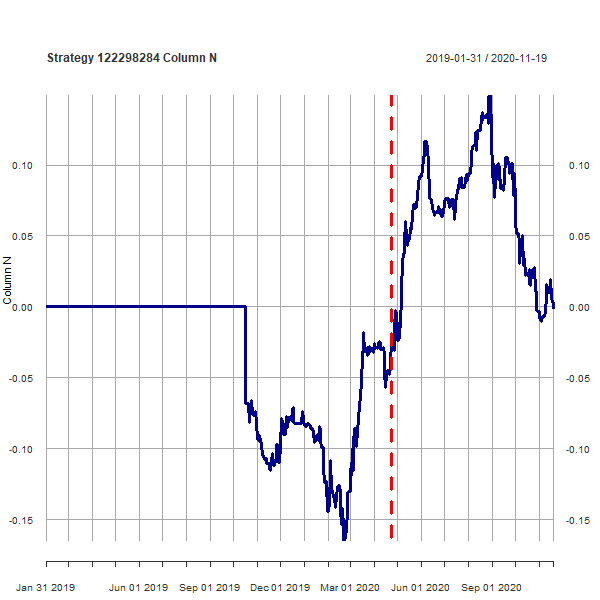 Strategy 122298284 Column N
2019-01-31 / 2020-11-19
Column N
0.10
0.05
0.00
-0.05
-0.10
-0.15
0.10
0.05
0.00
-0.05
-0.10
-0.15
Jan 31 2019
Jun 01 2019
Sep 01 2019
Dec 01 2019
Mar 01 2020
Jun 01 2020
Sep 01 2020